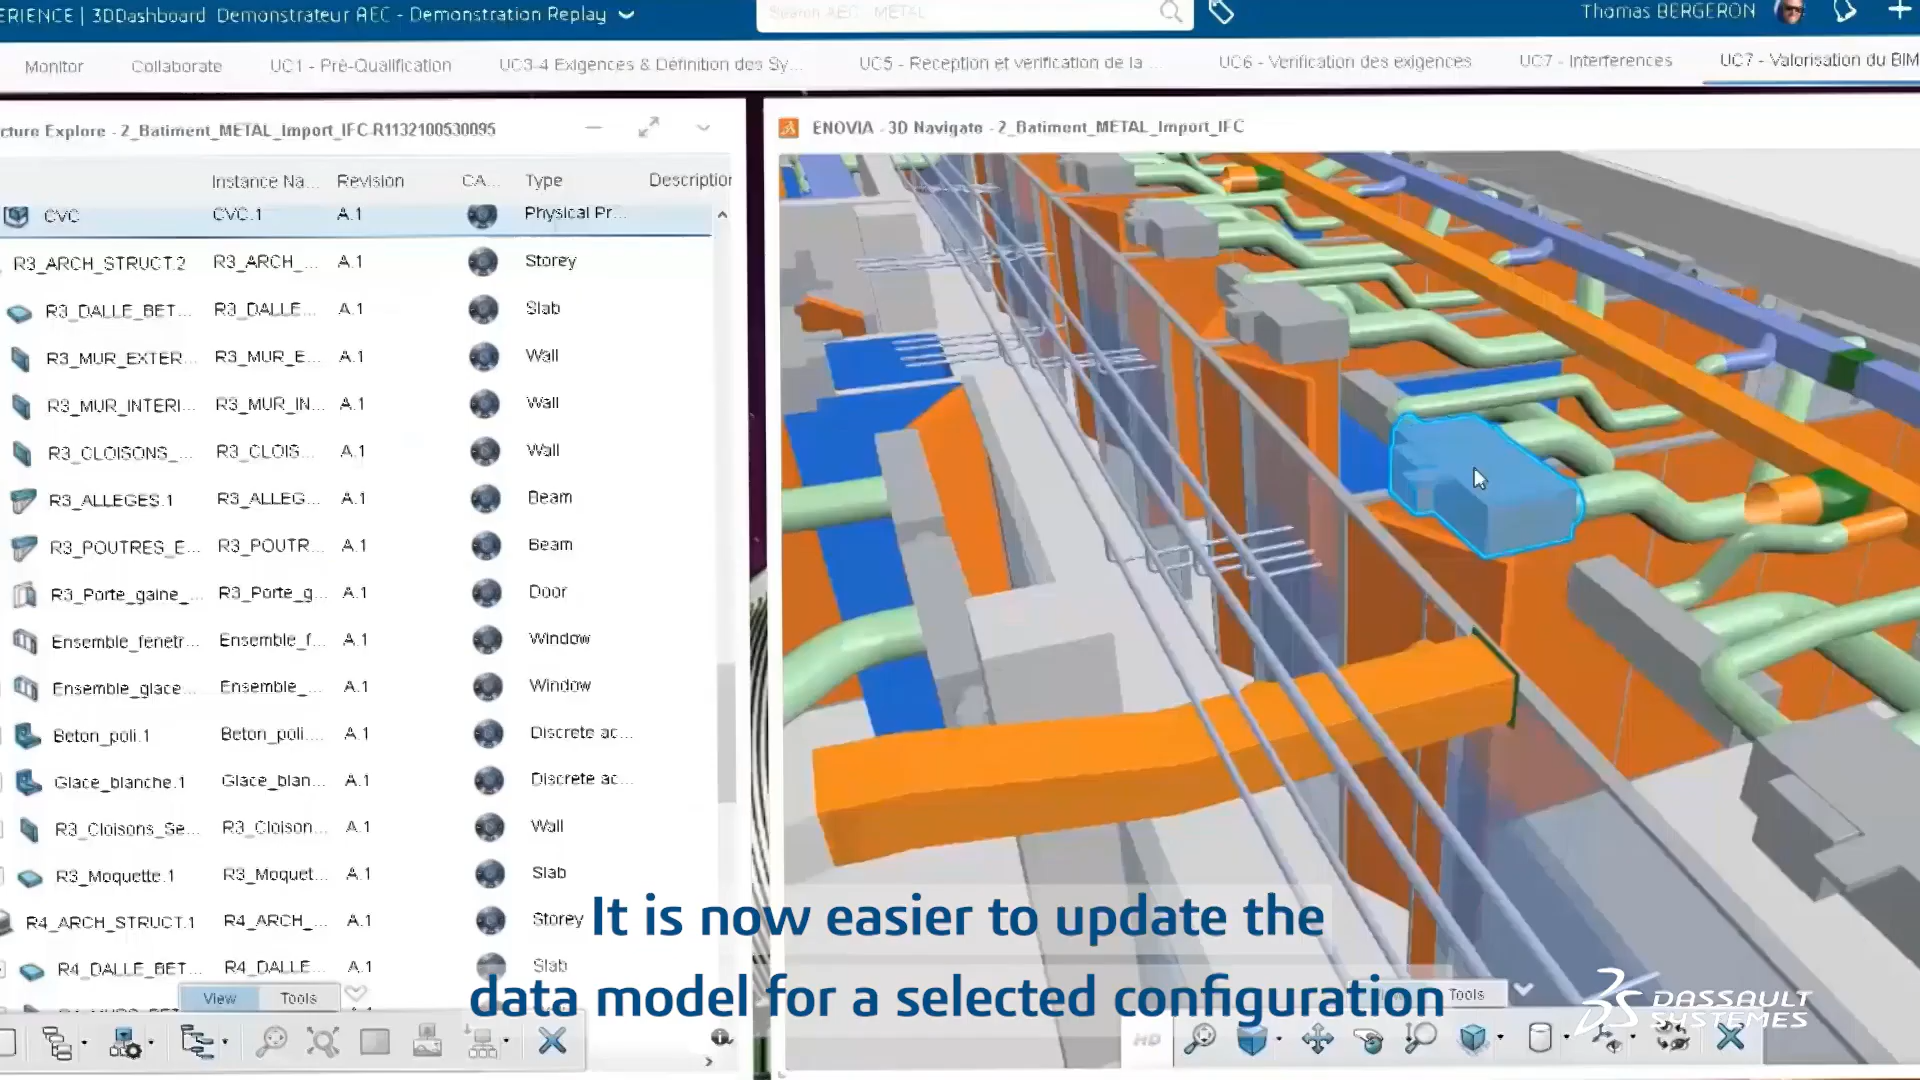 ERIENCE | 3DDashboard Demonstrateur AEC - Demonstration Replay
Search AEC - METAL
Thomas BERGERON
Monitor
Collaborate
UC1 - Pré-Qualification
UC3-4 Exigences & Définition des Sy...
UC5 - Reception et verification de la ...
UC6 - Verification des exigences
UC7 - Interferences
UC7 - Valorisation du BIM
cture Explore - 2_Batiment_METAL_Import_IFC-R1132100530095
ENOVIA - 3D Navigate - 2_Batiment_METAL_Import_IFC
Instance Na... Revision CA... Type Description
CVC CVC.1 A.1 Physical Pr...
R3_ARCH_STRUCT.2 R3_ARCH_... A.1 Storey
R3_DALLE_BET... R3_DALLE... A.1 Slab
R3_MUR_EXTER... R3_MUR_E... A.1 Wall
R3_MUR_INTERI... R3_MUR_IN... A.1 Wall
R3_CLOISONS_... R3_CLOIS... A.1 Wall
R3_ALLEGES.1 R3_ALLEG... A.1 Beam
R3_POUTRES_E... R3_POUTR... A.1 Beam
R3_Porte_gaine_... R3_Porte_g... A.1 Door
Ensemble_fenetr... Ensemble_f... A.1 Window
Ensemble_glace... Ensemble_... A.1 Window
Beton_poli.1 Beton_poli.... A.1 Discrete ac...
Glace_blanche.1 Glace_blan... A.1 Discrete ac...
R3_Cloisons_Se... R3_Cloison... A.1 Wall
R3_Moquette.1 R3_Moquet... A.1 Slab
R4_ARCH_STRUCT.1 R4_ARCH_... A.1 Storey
R4_DALLE_BET... R4_DALLE... A.1 Slab
It is now easier to update the
data model for a selected configuration
View Tools
Tools
HD
DASSAULT
SYSTEMES